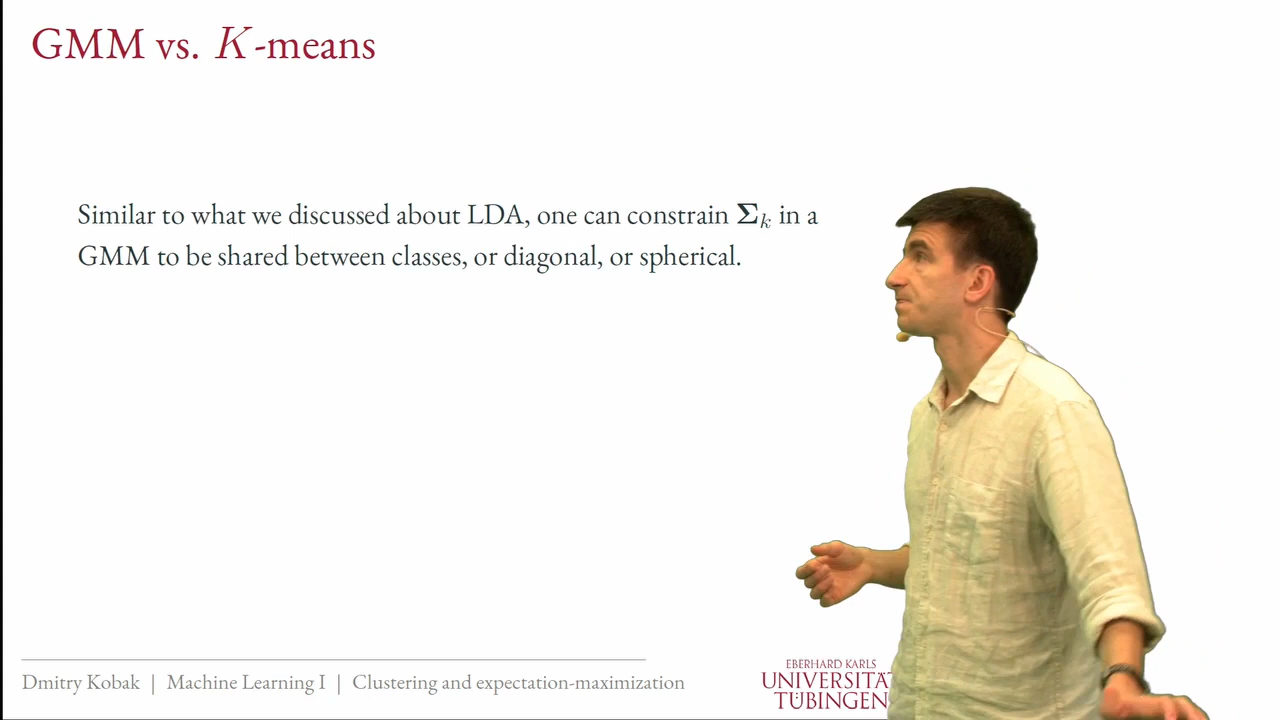 GMM vs. K-means
Similar to what we discussed about LDA, one can constrain Σₖ in a
GMM to be shared between classes, or diagonal, or spherical.
Dmitry Kobak | Machine Learning I | Clustering and expectation-maximization
EBERHARD KARLS
UNIVERSITÄT
TÜBINGEN